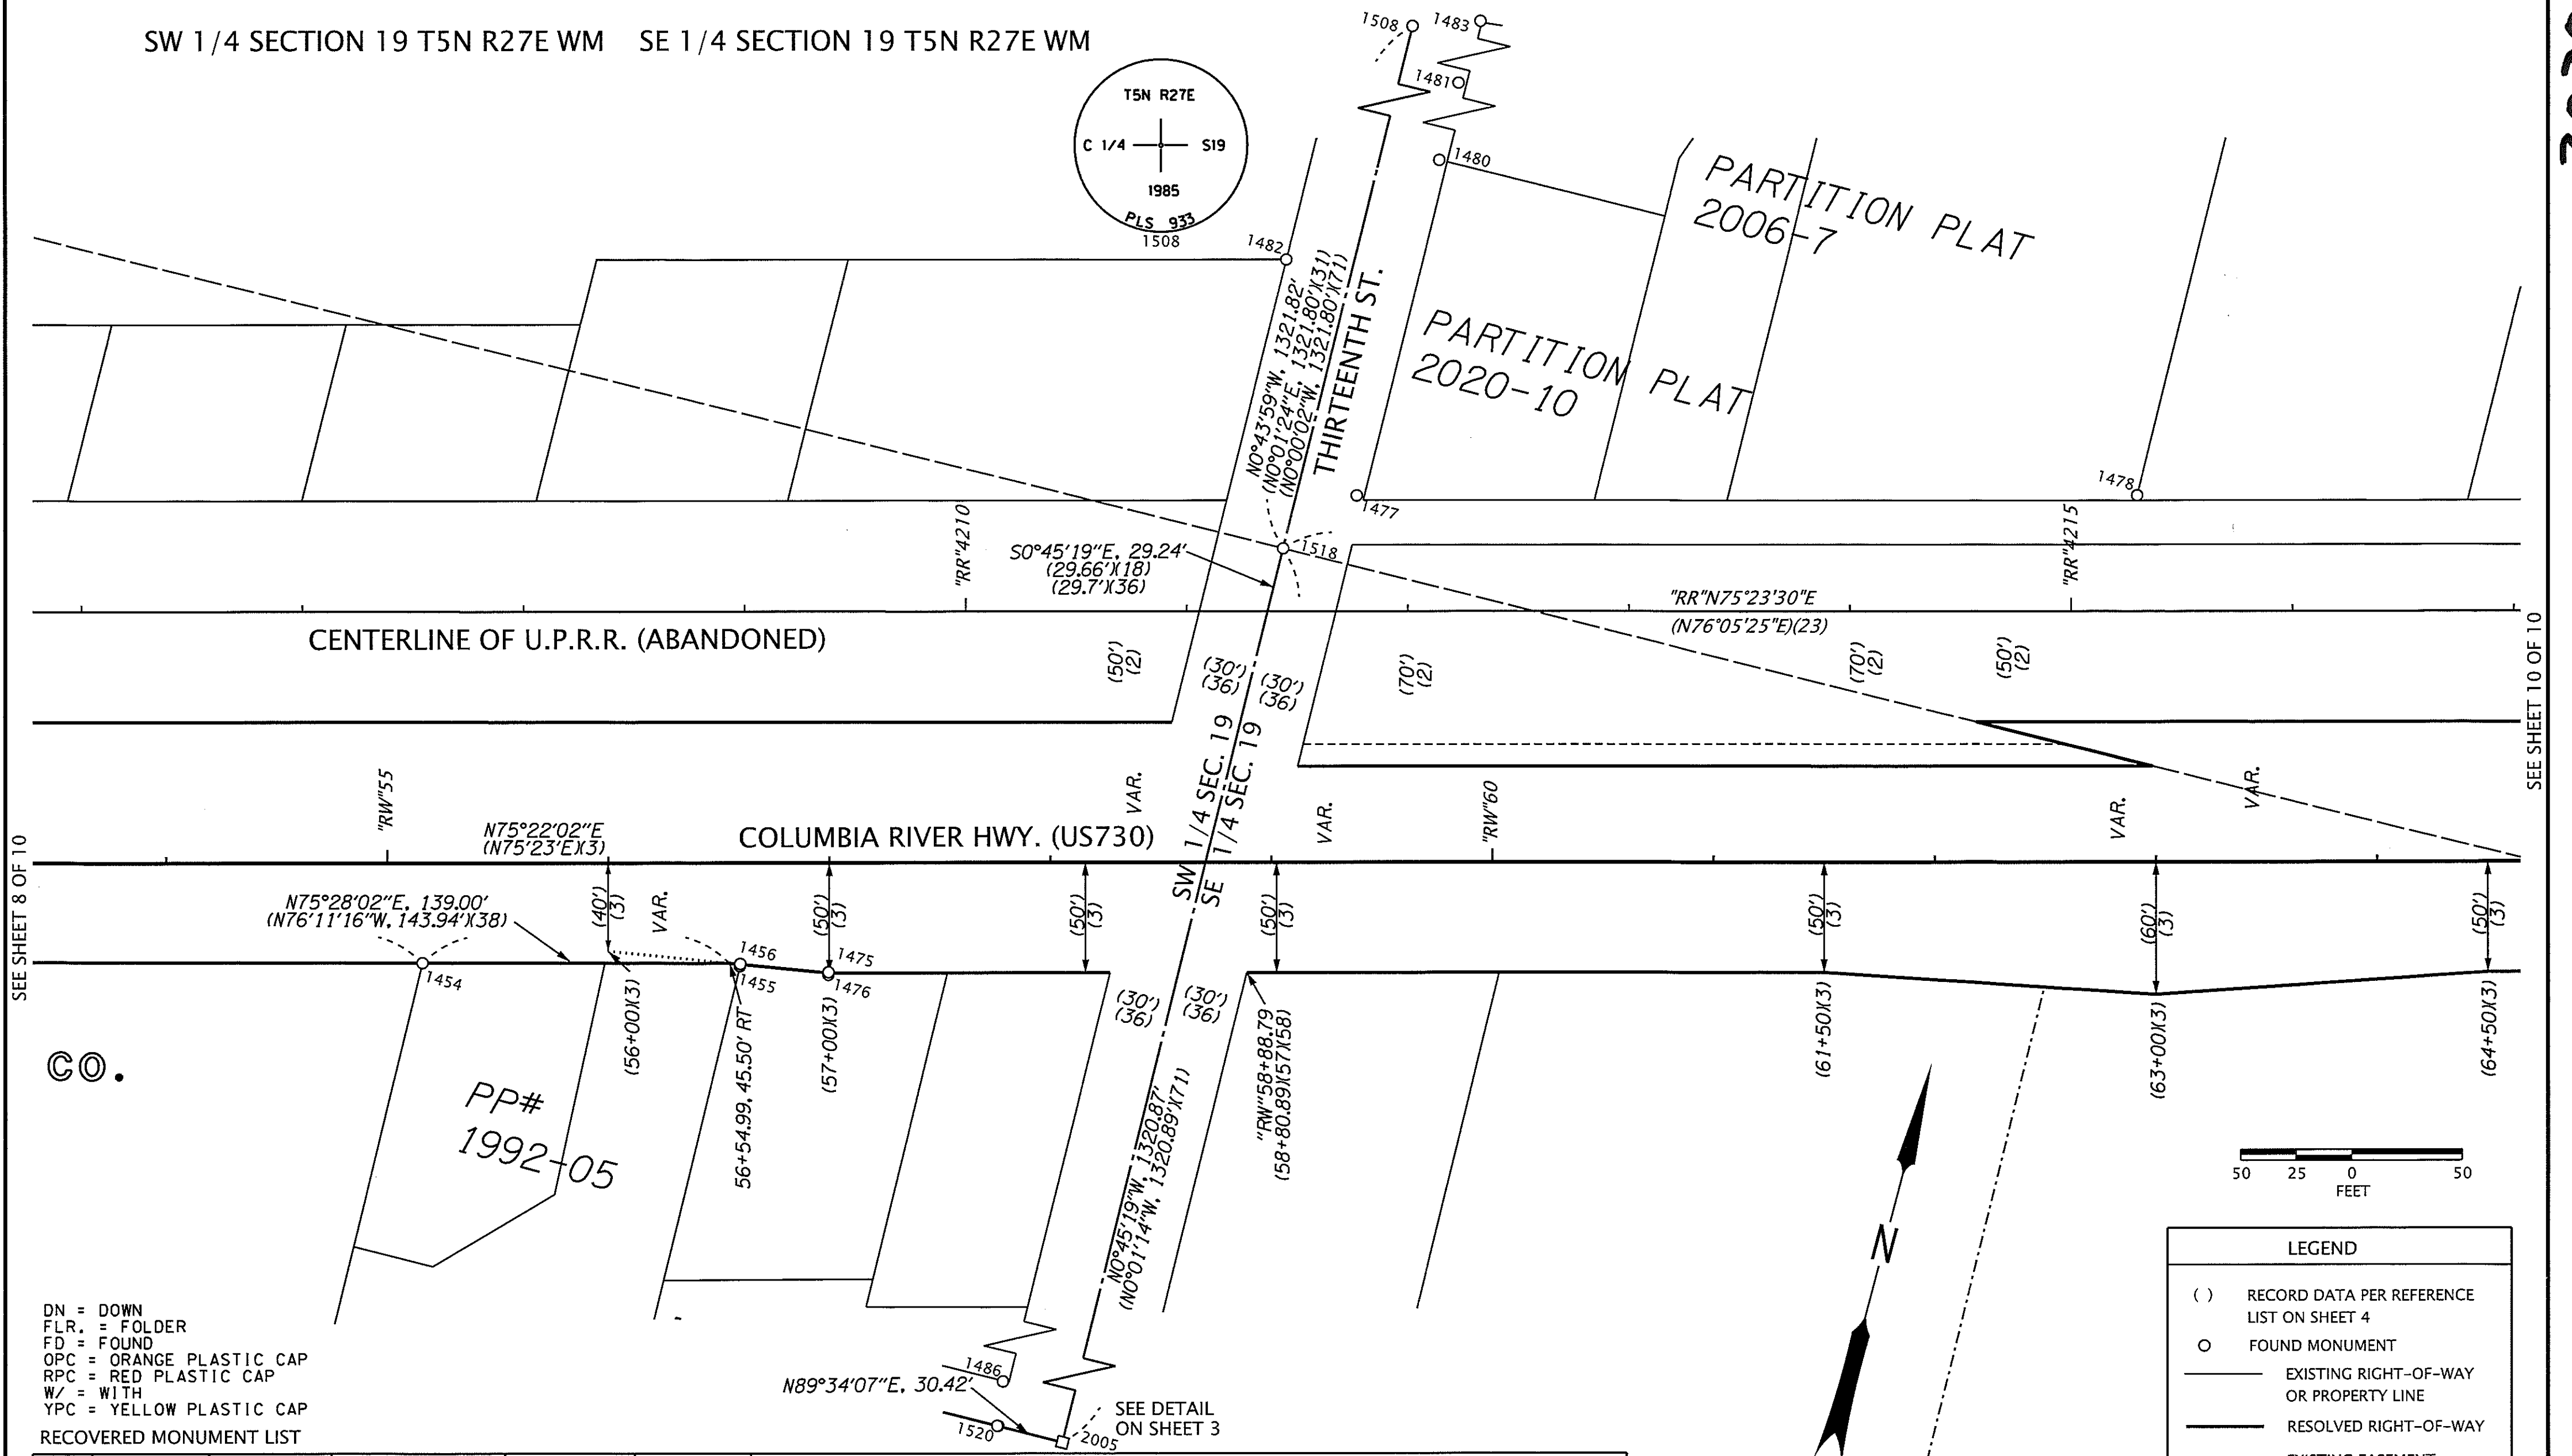 SW 1/4 SECTION 19 T5N R27E WM
SE 1/4 SECTION 19 T5N R27E WM
1508
1483
1481
T5N R27E
C 1/4
S19
1985
PLS 933
1508
1480
1482
PARTITION PLAT
2006-7
N0°43'59"W, 1321.82'
(N0°01'24"E, 1321.80')(31)
(N0°00'02"W, 1321.80')(71)
THIRTEENTH ST.
PARTITION PLAT
2020-10
"RR"4210
1477
1478
"RR"4215
1518
S0°45'19"E, 29.24'
(29.66')(18)
(29.7')(36)
"RR"N75°23'30"E
(N76°05'25"E)(23)
CENTERLINE OF U.P.R.R. (ABANDONED)
(50')
(2)
(30')
(36)
(30')
(36)
(70')
(2)
(70')
(2)
(50')
(2)
SEE SHEET 10 OF 10
SW 1/4 SEC. 19
SE 1/4 SEC. 19
"RW"55
VAR.
VAR.
"RW"60
VAR.
VAR.
N75°22'02"E
(N75°23'E)(3)
COLUMBIA RIVER HWY. (US730)
SEE SHEET 8 OF 10
N75°28'02"E, 139.00'
(N76°11'16"W, 143.94')(38)
(40')
(3)
VAR.
(50')
(3)
(50')
(3)
(50')
(3)
(50')
(3)
(60')
(3)
(50')
(3)
1454
1456
1455
1475
1476
(56+00)(3)
56+54.99, 45.50' RT
(57+00)(3)
(30')
(36)
(30')
(36)
"RW"58+88.79
(58+80.89)(57)(58)
(61+50)(3)
(63+00)(3)
(64+50)(3)
CO.
PP#
1992-05
N0°45'19"W, 1320.87'
(N0°01'14"W, 1320.89')(71)
N
50 25 0 50
FEET
LEGEND
( ) RECORD DATA PER REFERENCE
LIST ON SHEET 4
FOUND MONUMENT
EXISTING RIGHT-OF-WAY
OR PROPERTY LINE
RESOLVED RIGHT-OF-WAY
DN = DOWN
FLR. = FOLDER
FD = FOUND
OPC = ORANGE PLASTIC CAP
RPC = RED PLASTIC CAP
W/ = WITH
YPC = YELLOW PLASTIC CAP
RECOVERED MONUMENT LIST
1486
N89°34'07"E, 30.42'
1520
2005
SEE DETAIL
ON SHEET 3